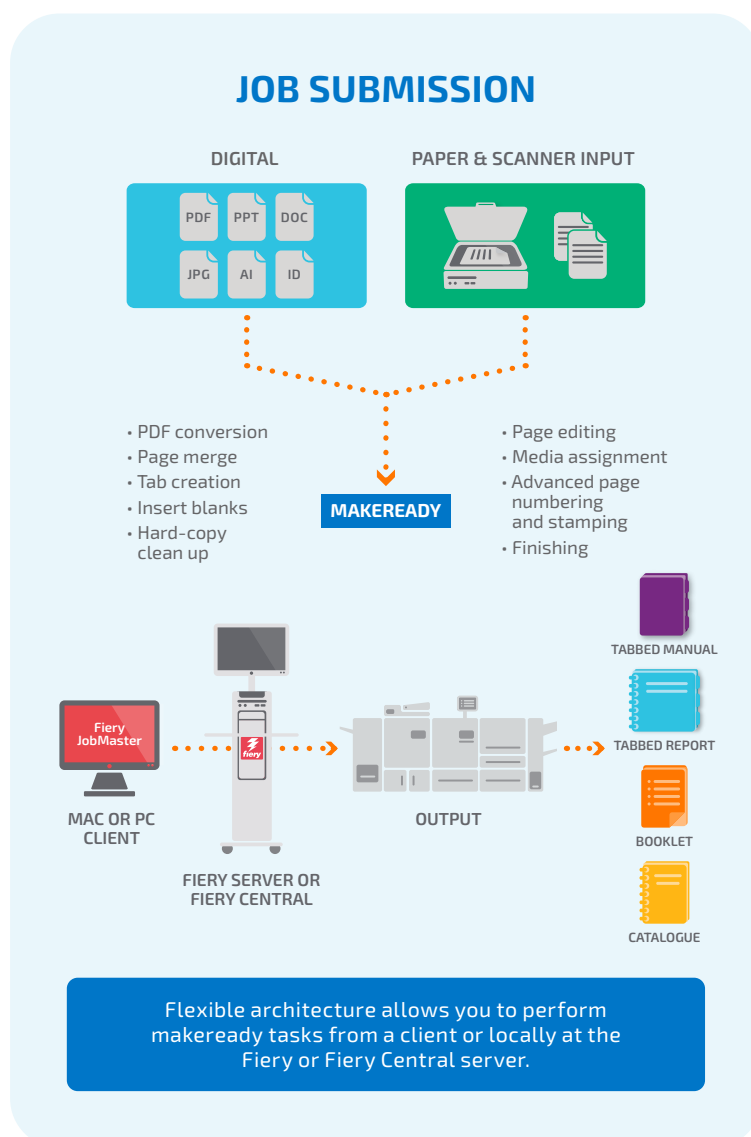 JOB SUBMISSION
DIGITAL
PAPER & SCANNER INPUT
PDF
PPT
DOC
JPG
AI
ID
• PDF conversion
• Page merge
• Tab creation
• Insert blanks
• Hard-copy
clean up
MAKEREADY
• Page editing
• Media assignment
• Advanced page
numbering
and stamping
• Finishing
TABBED MANUAL
TABBED REPORT
BOOKLET
CATALOGUE
Fiery
JobMaster
MAC OR PC
CLIENT
fiery
FIERY SERVER OR
FIERY CENTRAL
OUTPUT
Flexible architecture allows you to perform
makeready tasks from a client or locally at the
Fiery or Fiery Central server.